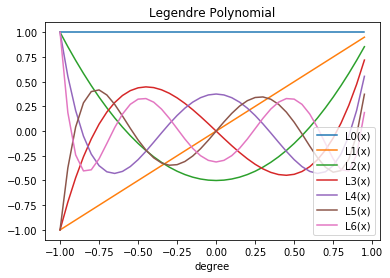 Legendre Polynomial
1.00
0.75
0.50
0.25
0.00
−0.25
−0.50
−0.75
−1.00
L0(x)
L1(x)
L2(x)
L3(x)
L4(x)
L5(x)
L6(x)
−1.00 −0.75 −0.50 −0.25 0.00 0.25 0.50 0.75 1.00
degree